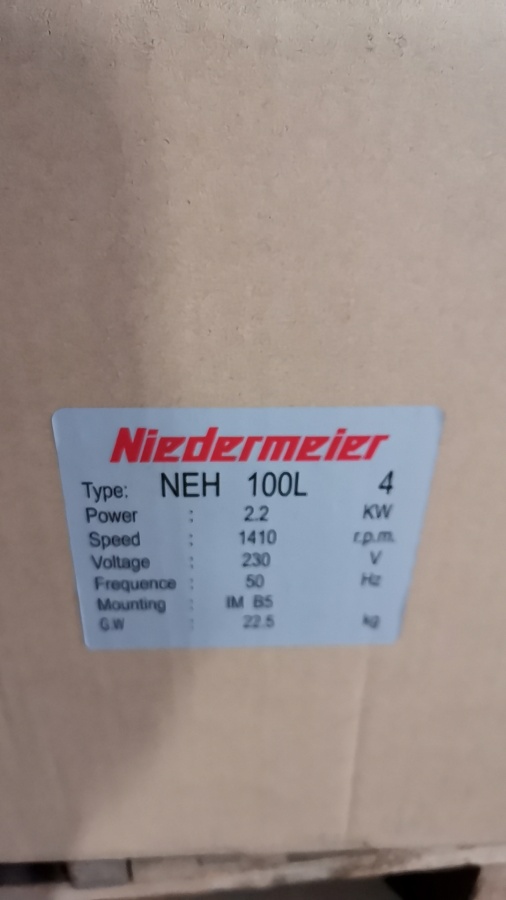 Niedermeier
Type: NEH 100L 4
Power : 2.2 KW
Speed : 1410 r.p.m.
Voltage : 230 V
Frequence : 50 Hz
Mounting : IM B5
G.W : 22.5 kg